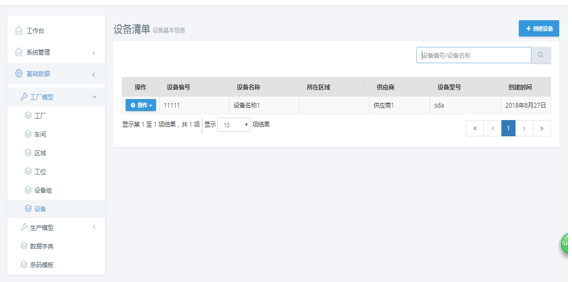 工作台
系统管理
基础数据
工厂模型
工厂
车间
区域
工位
设备组
设备
生产模型
数据字典
条码模板
设备清单 设备基本信息
+ 创建设备
设备编号/设备名称
操作 设备编号 设备名称 所在区域 供应商 设备型号 创建时间
操作 11111 设备名称1 供应商1 sda 2018年8月27日
显示第 1 至 1 项结果，共 1 项 显示 10 项结果
« ‹ 1 › »